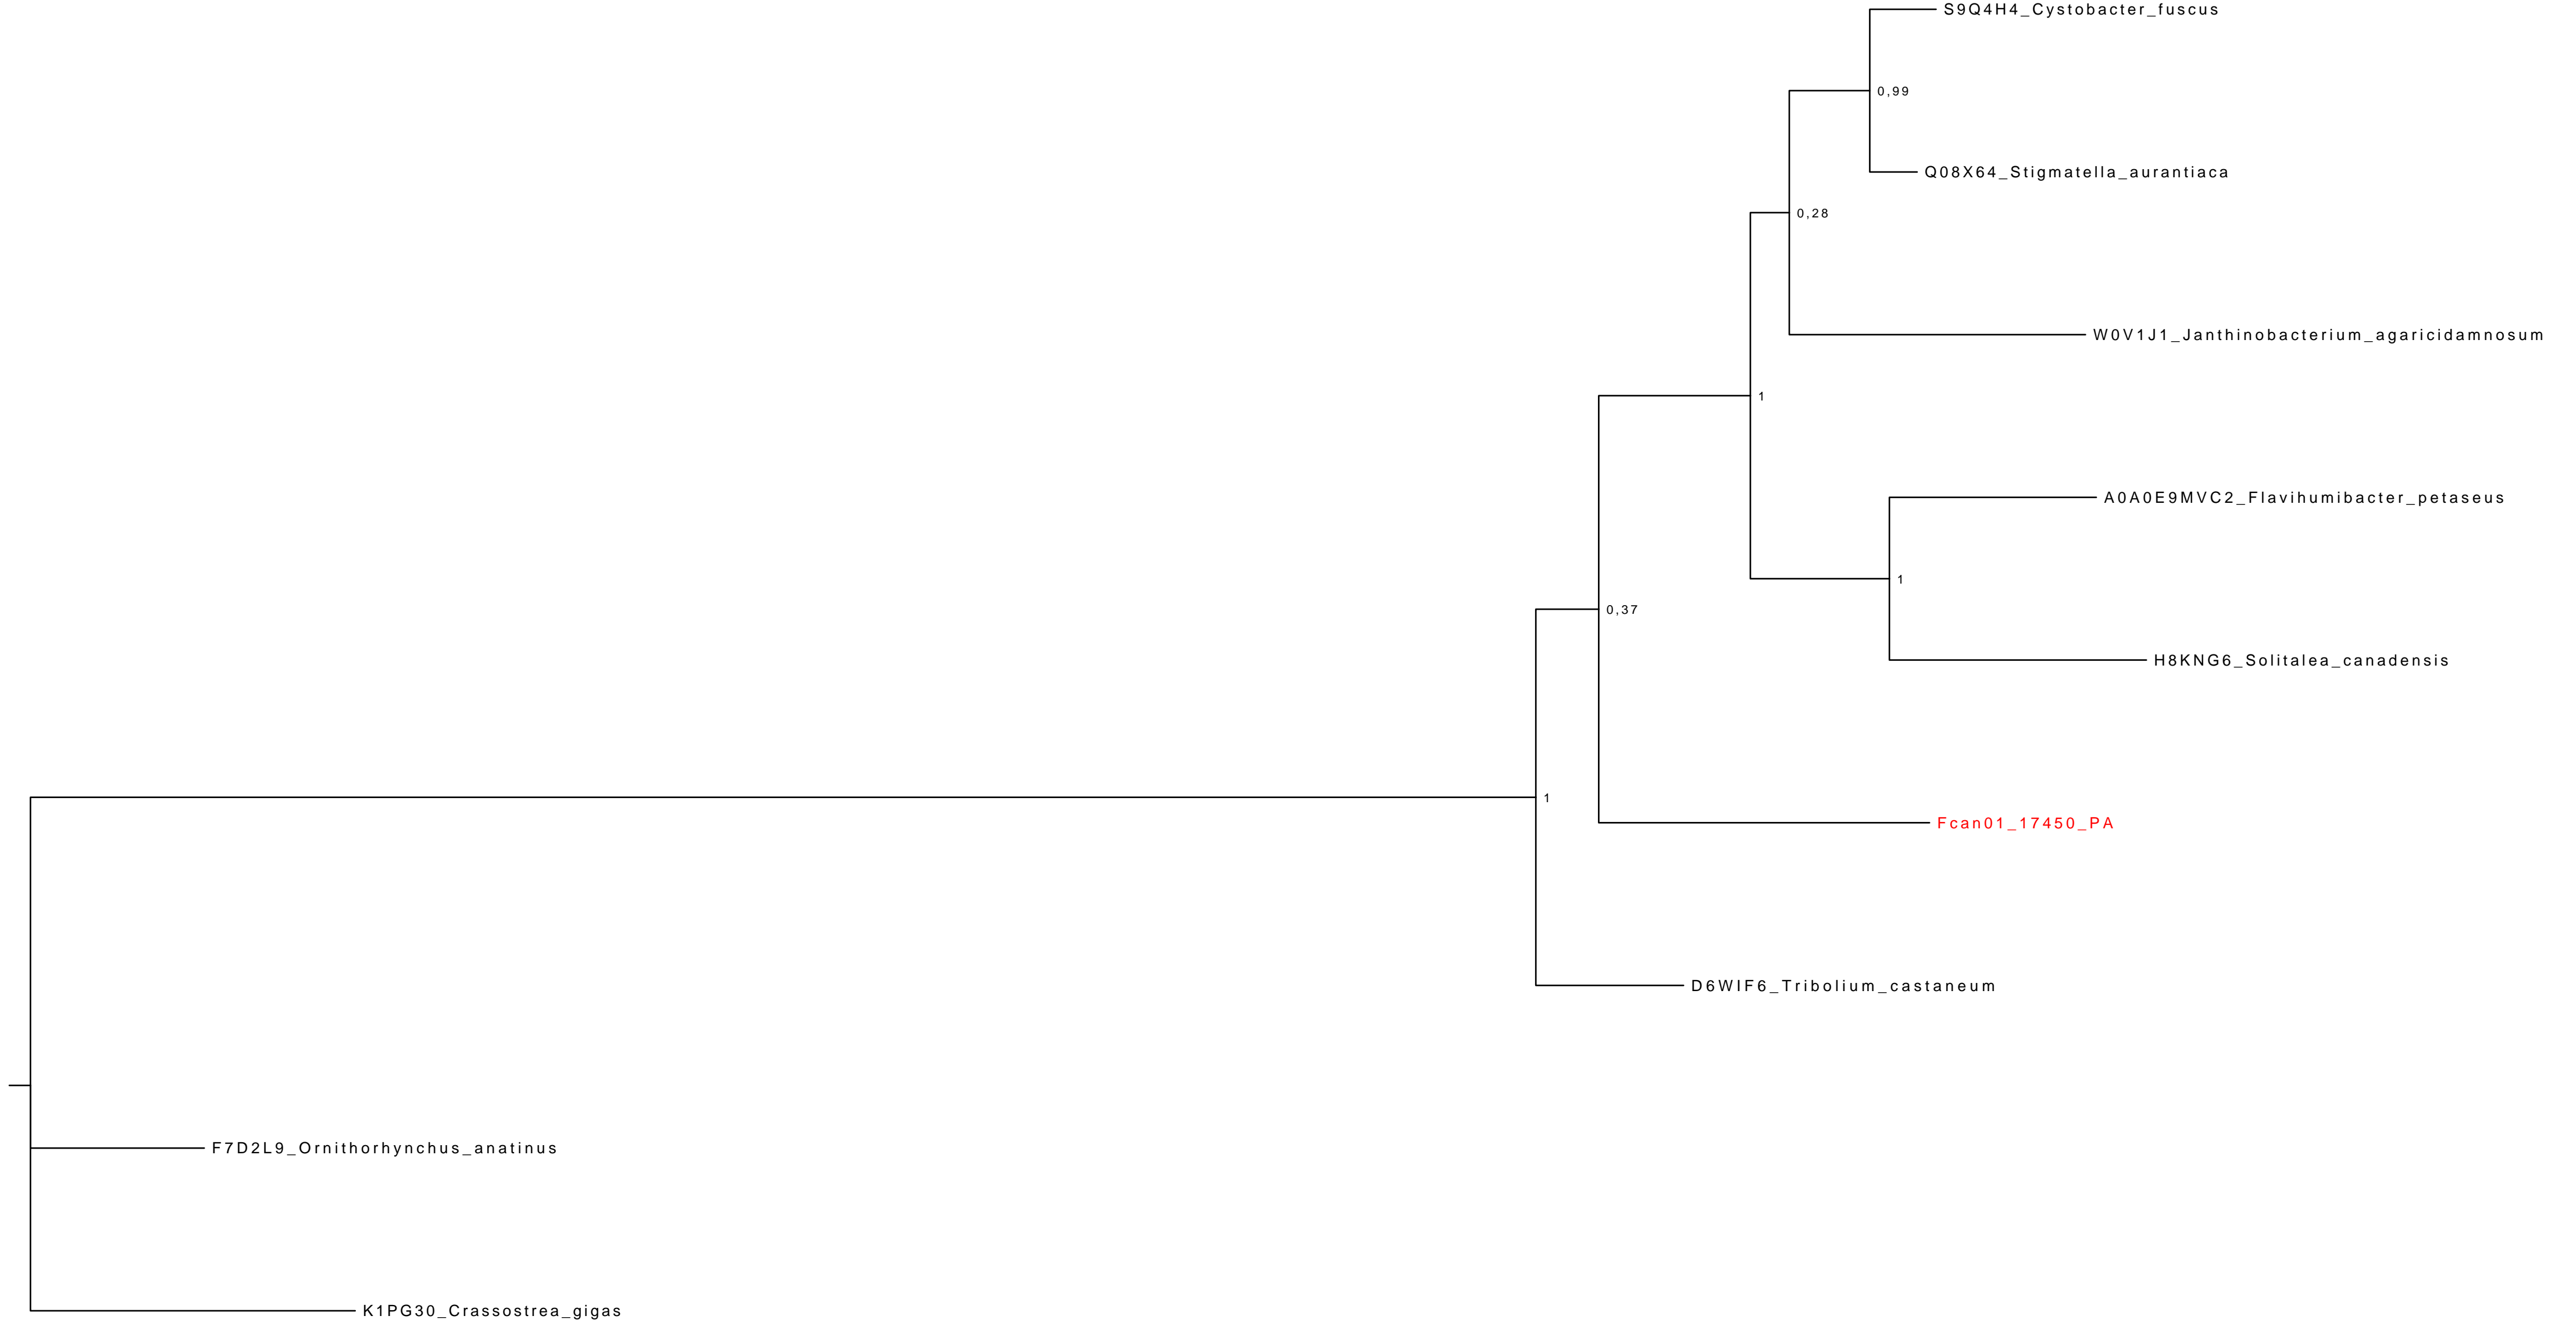 S9Q4H4_Cystobacter_fuscus
0,99
Q08X64_Stigmatella_aurantiaca
0,28
W0V1J1_Janthinobacterium_agaricidamnosum
1
A0A0E9MVC2_Flavihumibacter_petaseus
1
0,37
H8KNG6_Solitalea_canadensis
1
Fcan01_17450_PA
D6WIF6_Tribolium_castaneum
F7D2L9_Ornithorhynchus_anatinus
K1PG30_Crassostrea_gigas